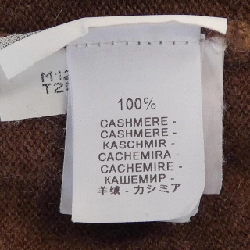 100%
CASHMERE -
CASHMERE -
KASCHMIR -
CACHEMIRA -
CACHEMIRE -
КАШЕМИР -
羊绒 - カシミア